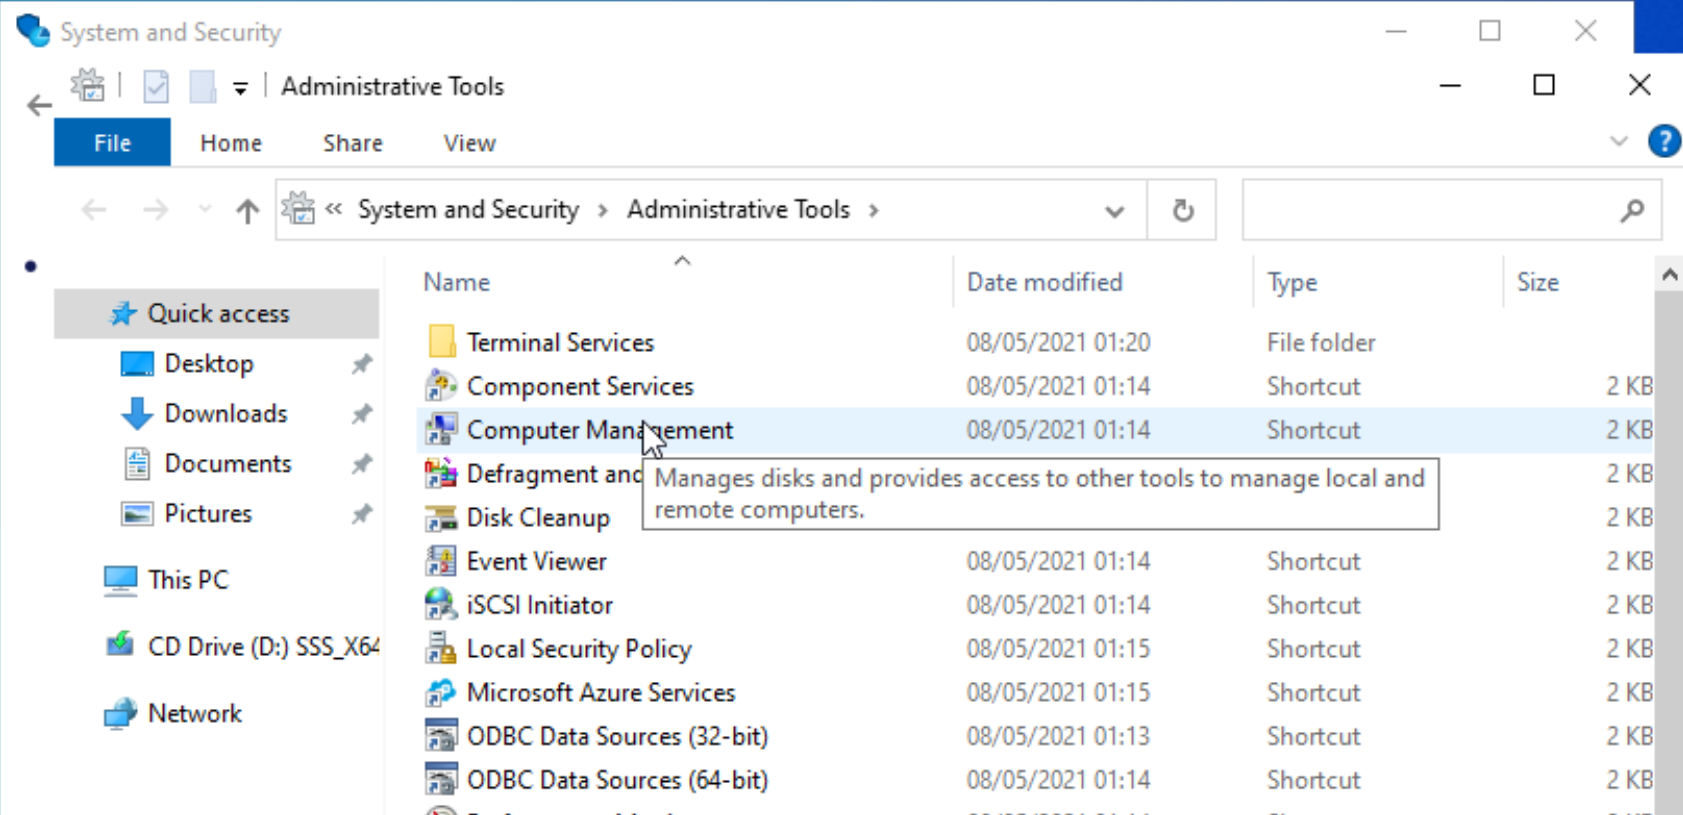 System and Security
Administrative Tools
File Home Share View
« System and Security > Administrative Tools >
Name Date modified Type Size
Quick access
Desktop
Downloads
Documents
Pictures
This PC
CD Drive (D:) SSS_X64
Network
Terminal Services 08/05/2021 01:20 File folder
Component Services 08/05/2021 01:14 Shortcut 2 KB
Computer Management 08/05/2021 01:14 Shortcut 2 KB
Defragment and 2 KB
Manages disks and provides access to other tools to manage local and
remote computers.
Disk Cleanup 2 KB
Event Viewer 08/05/2021 01:14 Shortcut 2 KB
iSCSI Initiator 08/05/2021 01:14 Shortcut 2 KB
Local Security Policy 08/05/2021 01:15 Shortcut 2 KB
Microsoft Azure Services 08/05/2021 01:15 Shortcut 2 KB
ODBC Data Sources (32-bit) 08/05/2021 01:13 Shortcut 2 KB
ODBC Data Sources (64-bit) 08/05/2021 01:14 Shortcut 2 KB